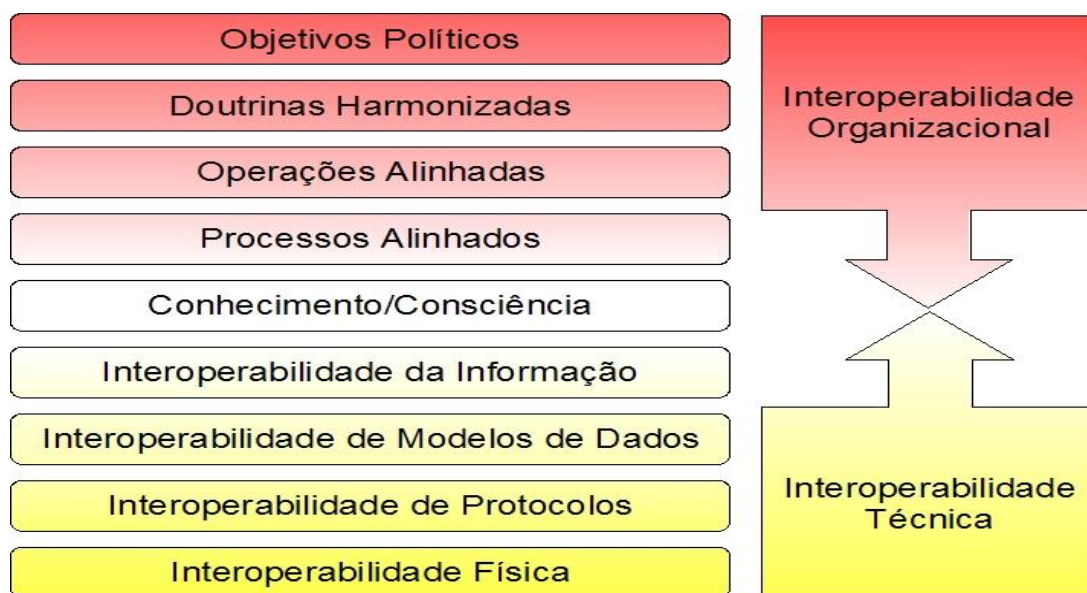 Objetivos Políticos
Doutrinas Harmonizadas
Operações Alinhadas
Processos Alinhados
Conhecimento/Consciência
Interoperabilidade da Informação
Interoperabilidade de Modelos de Dados
Interoperabilidade de Protocolos
Interoperabilidade Física
Interoperabilidade
Organizacional
Interoperabilidade
Técnica